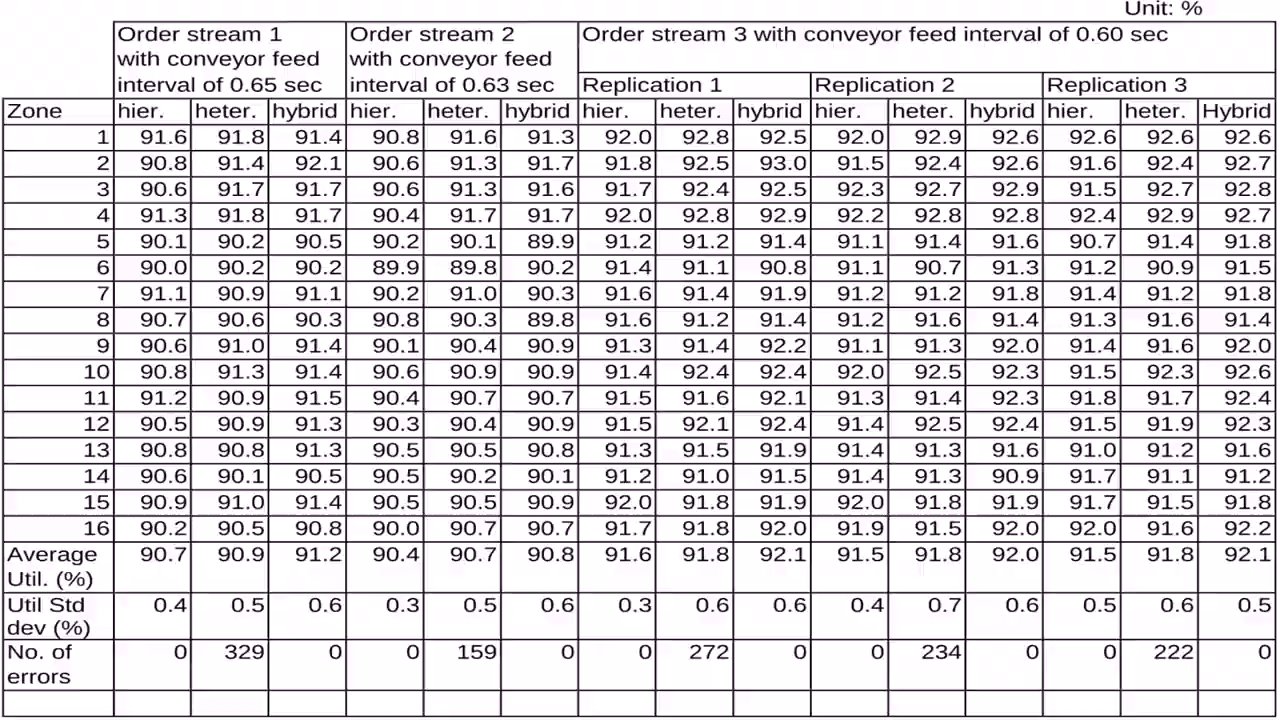 Unit: %
Order stream 1 Order stream 2 Order stream 3 with conveyor feed interval of 0.60 sec
with conveyor feed with conveyor feed
interval of 0.65 sec interval of 0.63 sec Replication 1 Replication 2 Replication 3
Zone hier. heter. hybrid hier. heter. hybrid hier. heter. hybrid hier. heter. hybrid hier. heter. Hybrid
1 91.6 91.8 91.4 90.8 91.6 91.3 92.0 92.8 92.5 92.0 92.9 92.6 92.6 92.6 92.6
2 90.8 91.4 92.1 90.6 91.3 91.7 91.8 92.5 93.0 91.5 92.4 92.6 91.6 92.4 92.7
3 90.6 91.7 91.7 90.6 91.3 91.6 91.7 92.4 92.5 92.3 92.7 92.9 91.5 92.7 92.8
4 91.3 91.8 91.7 90.4 91.7 91.7 92.0 92.8 92.9 92.2 92.8 92.8 92.4 92.9 92.7
5 90.1 90.2 90.5 90.2 90.1 89.9 91.2 91.2 91.4 91.1 91.4 91.6 90.7 91.4 91.8
6 90.0 90.2 90.2 89.9 89.8 90.2 91.4 91.1 90.8 91.1 90.7 91.3 91.2 90.9 91.5
7 91.1 90.9 91.1 90.2 91.0 90.3 91.6 91.4 91.9 91.2 91.2 91.8 91.4 91.2 91.8
8 90.7 90.6 90.3 90.8 90.3 89.8 91.6 91.2 91.4 91.2 91.6 91.4 91.3 91.6 91.4
9 90.6 91.0 91.4 90.1 90.4 90.9 91.3 91.4 92.2 91.1 91.3 92.0 91.4 91.6 92.0
10 90.8 91.3 91.4 90.6 90.9 90.9 91.4 92.4 92.4 92.0 92.5 92.3 91.5 92.3 92.6
11 91.2 90.9 91.5 90.4 90.7 90.7 91.5 91.6 92.1 91.3 91.4 92.3 91.8 91.7 92.4
12 90.5 90.9 91.3 90.3 90.4 90.9 91.5 92.1 92.4 91.4 92.5 92.4 91.5 91.9 92.3
13 90.8 90.8 91.3 90.5 90.5 90.8 91.3 91.5 91.9 91.4 91.3 91.6 91.0 91.2 91.6
14 90.6 90.1 90.5 90.5 90.2 90.1 91.2 91.0 91.5 91.4 91.3 90.9 91.7 91.1 91.2
15 90.9 91.0 91.4 90.5 90.5 90.9 92.0 91.8 91.9 92.0 91.8 91.9 91.7 91.5 91.8
16 90.2 90.5 90.8 90.0 90.7 90.7 91.7 91.8 92.0 91.9 91.5 92.0 92.0 91.6 92.2
Average 90.7 90.9 91.2 90.4 90.7 90.8 91.6 91.8 92.1 91.5 91.8 92.0 91.5 91.8 92.1
Util. (%)
Util Std 0.4 0.5 0.6 0.3 0.5 0.6 0.3 0.6 0.6 0.4 0.7 0.6 0.5 0.6 0.5
dev (%)
No. of 0 329 0 0 159 0 0 272 0 0 234 0 0 222 0
errors